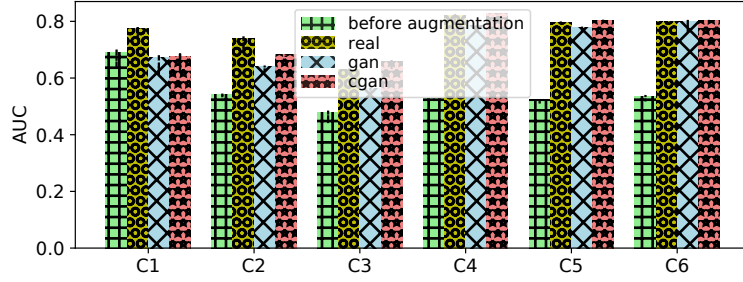 before augmentation
real
gan
cgan
AUC
0.8
0.6
0.4
0.2
0.0
C1 C2 C3 C4 C5 C6